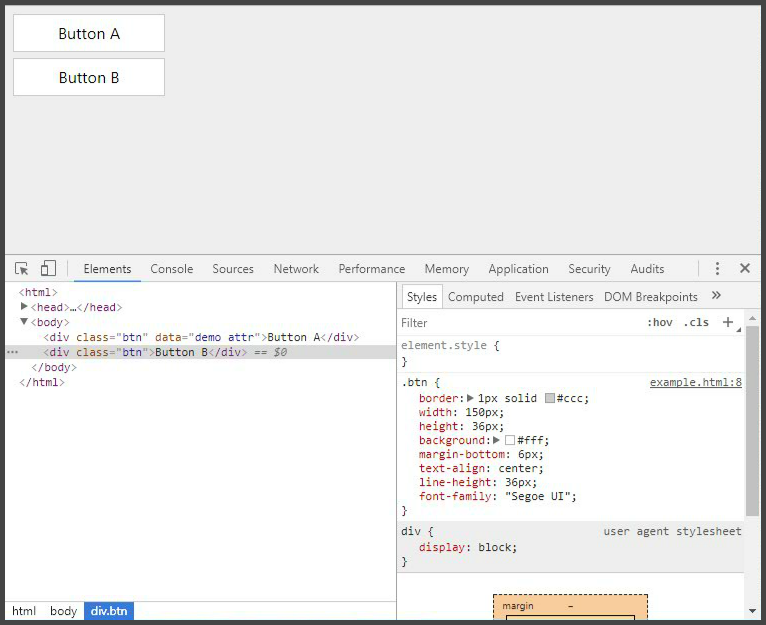 Button A
Button B
Elements Console Sources Network Performance Memory Application Security Audits
<html>
<head>…</head>
<body>
<div class="btn" data="demo attr">Button A</div>
<div class="btn">Button B</div> == $0
</body>
</html>
html body div.btn
Styles Computed Event Listeners DOM Breakpoints »
Filter :hov .cls +
element.style {
}
.btn { example.html:8
border: 1px solid #ccc;
width: 150px;
height: 36px;
background: #fff;
margin-bottom: 6px;
text-align: center;
line-height: 36px;
font-family: "Segoe UI";
}
div { user agent stylesheet
display: block;
}
margin –